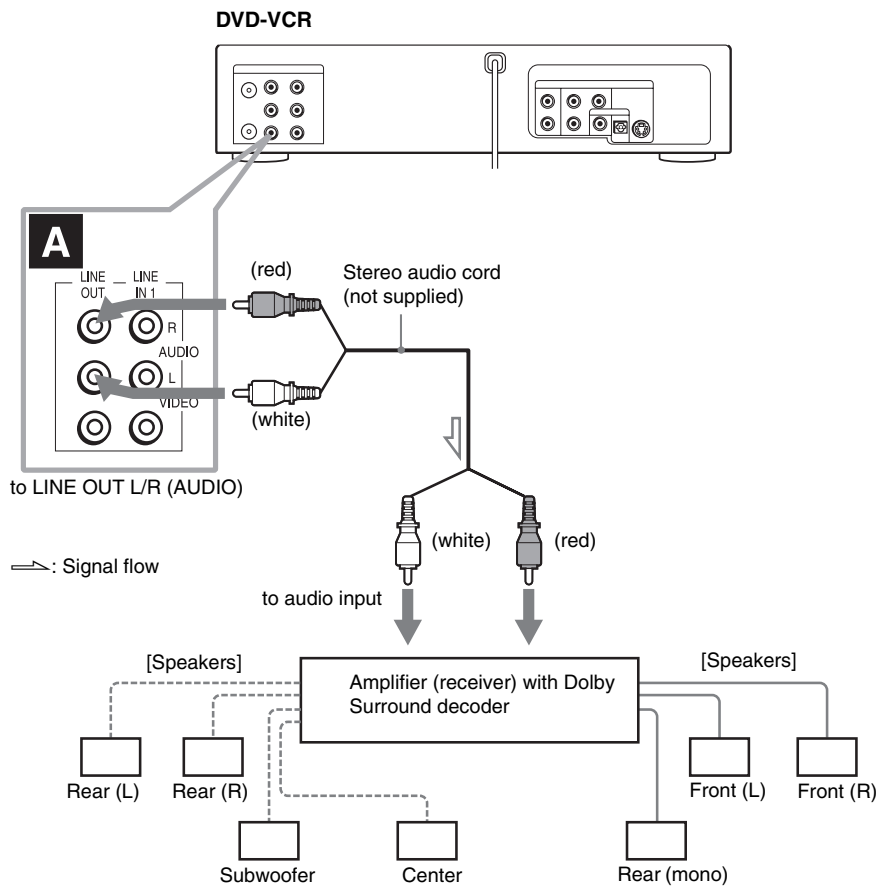 DVD-VCR
A
LINE OUT
LINE IN 1
R
AUDIO
L
VIDEO
(red)
Stereo audio cord
(not supplied)
(white)
to LINE OUT L/R (AUDIO)
: Signal flow
(white)
(red)
to audio input
[Speakers]
[Speakers]
Amplifier (receiver) with Dolby
Surround decoder
Rear (L)
Rear (R)
Front (L)
Front (R)
Subwoofer
Center
Rear (mono)